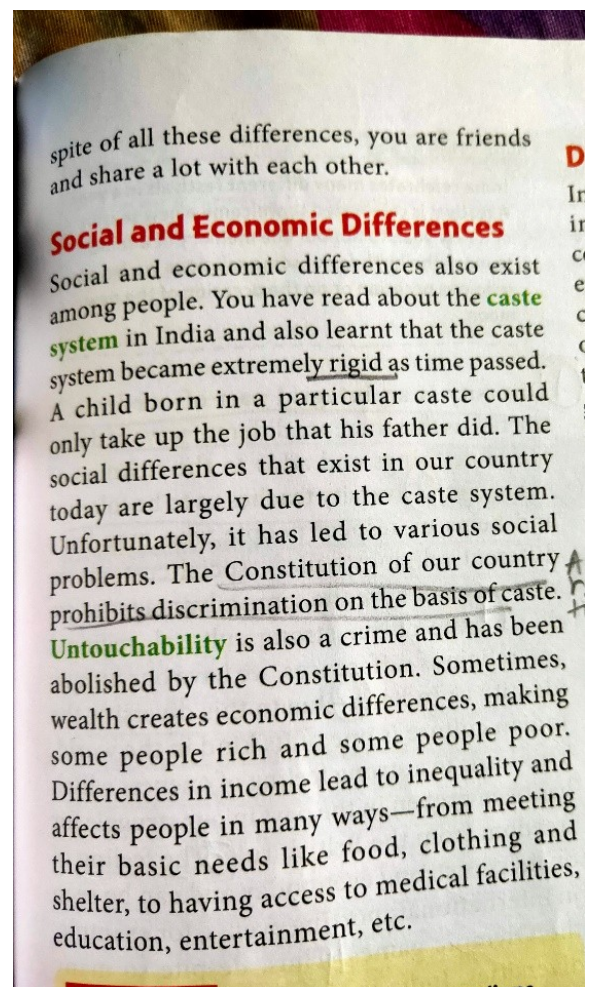 spite of all these differences, you are friends
and share a lot with each other.
Social and Economic Differences
Social and economic differences also exist
among people. You have read about the caste
system in India and also learnt that the caste
system became extremely rigid as time passed.
A child born in a particular caste could
only take up the job that his father did. The
social differences that exist in our country
today are largely due to the caste system.
Unfortunately, it has led to various social
problems. The Constitution of our country
prohibits discrimination on the basis of caste.
Untouchability is also a crime and has been
abolished by the Constitution. Sometimes,
wealth creates economic differences, making
some people rich and some people poor.
Differences in income lead to inequality and
affects people in many ways—from meeting
their basic needs like food, clothing and
shelter, to having access to medical facilities,
education, entertainment, etc.